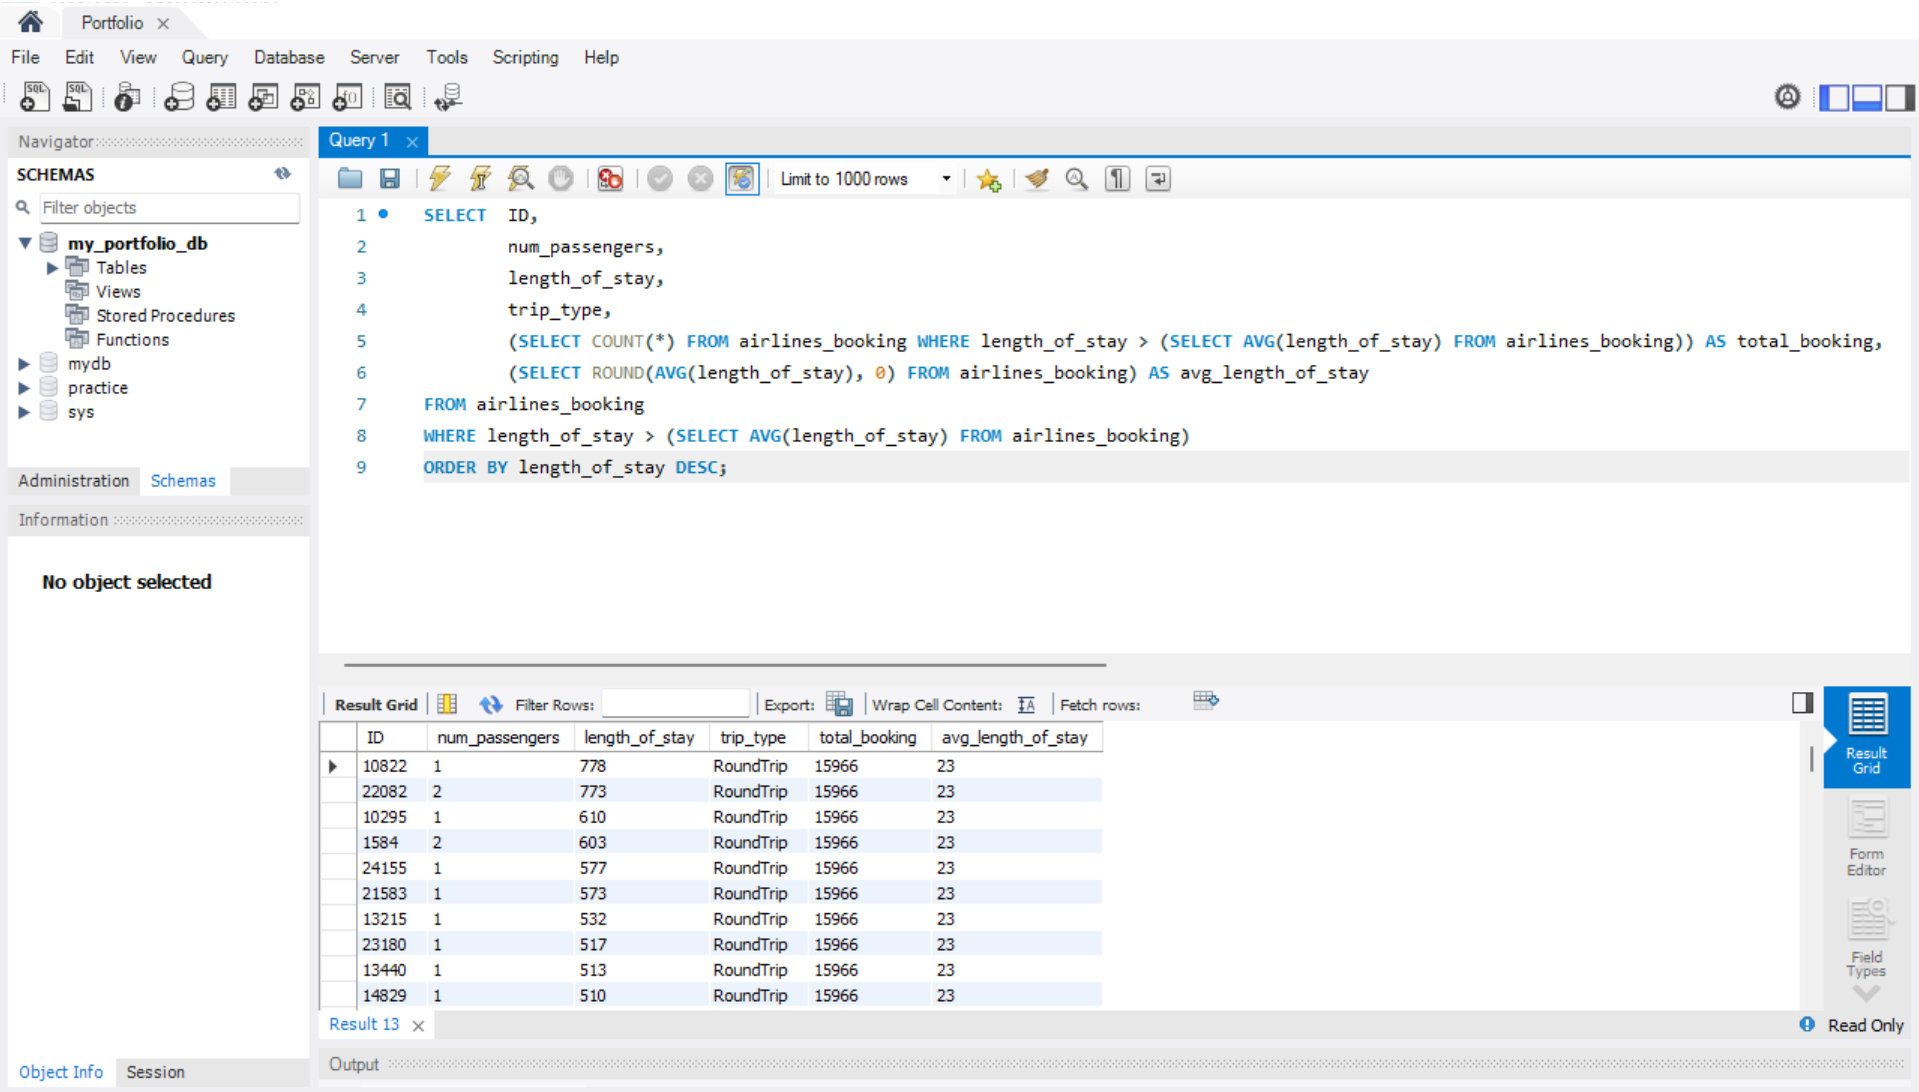 Portfolio
File Edit View Query Database Server Tools Scripting Help
Navigator
SCHEMAS
Filter objects
my_portfolio_db
Tables
Views
Stored Procedures
Functions
mydb
practice
sys
Administration Schemas
Information
No object selected
Object Info Session
Query 1
Limit to 1000 rows
1 SELECT ID,
2 num_passengers,
3 length_of_stay,
4 trip_type,
5 (SELECT COUNT(*) FROM airlines_booking WHERE length_of_stay > (SELECT AVG(length_of_stay) FROM airlines_booking)) AS total_booking,
6 (SELECT ROUND(AVG(length_of_stay), 0) FROM airlines_booking) AS avg_length_of_stay
7 FROM airlines_booking
8 WHERE length_of_stay > (SELECT AVG(length_of_stay) FROM airlines_booking)
9 ORDER BY length_of_stay DESC;
Result Grid Filter Rows: Export: Wrap Cell Content: Fetch rows:
ID num_passengers length_of_stay trip_type total_booking avg_length_of_stay
10822 1 778 RoundTrip 15966 23
22082 2 773 RoundTrip 15966 23
10295 1 610 RoundTrip 15966 23
1584 2 603 RoundTrip 15966 23
24155 1 577 RoundTrip 15966 23
21583 1 573 RoundTrip 15966 23
13215 1 532 RoundTrip 15966 23
23180 1 517 RoundTrip 15966 23
13440 1 513 RoundTrip 15966 23
14829 1 510 RoundTrip 15966 23
Result
Grid
Form
Editor
Field
Types
Result 13
Read Only
Output